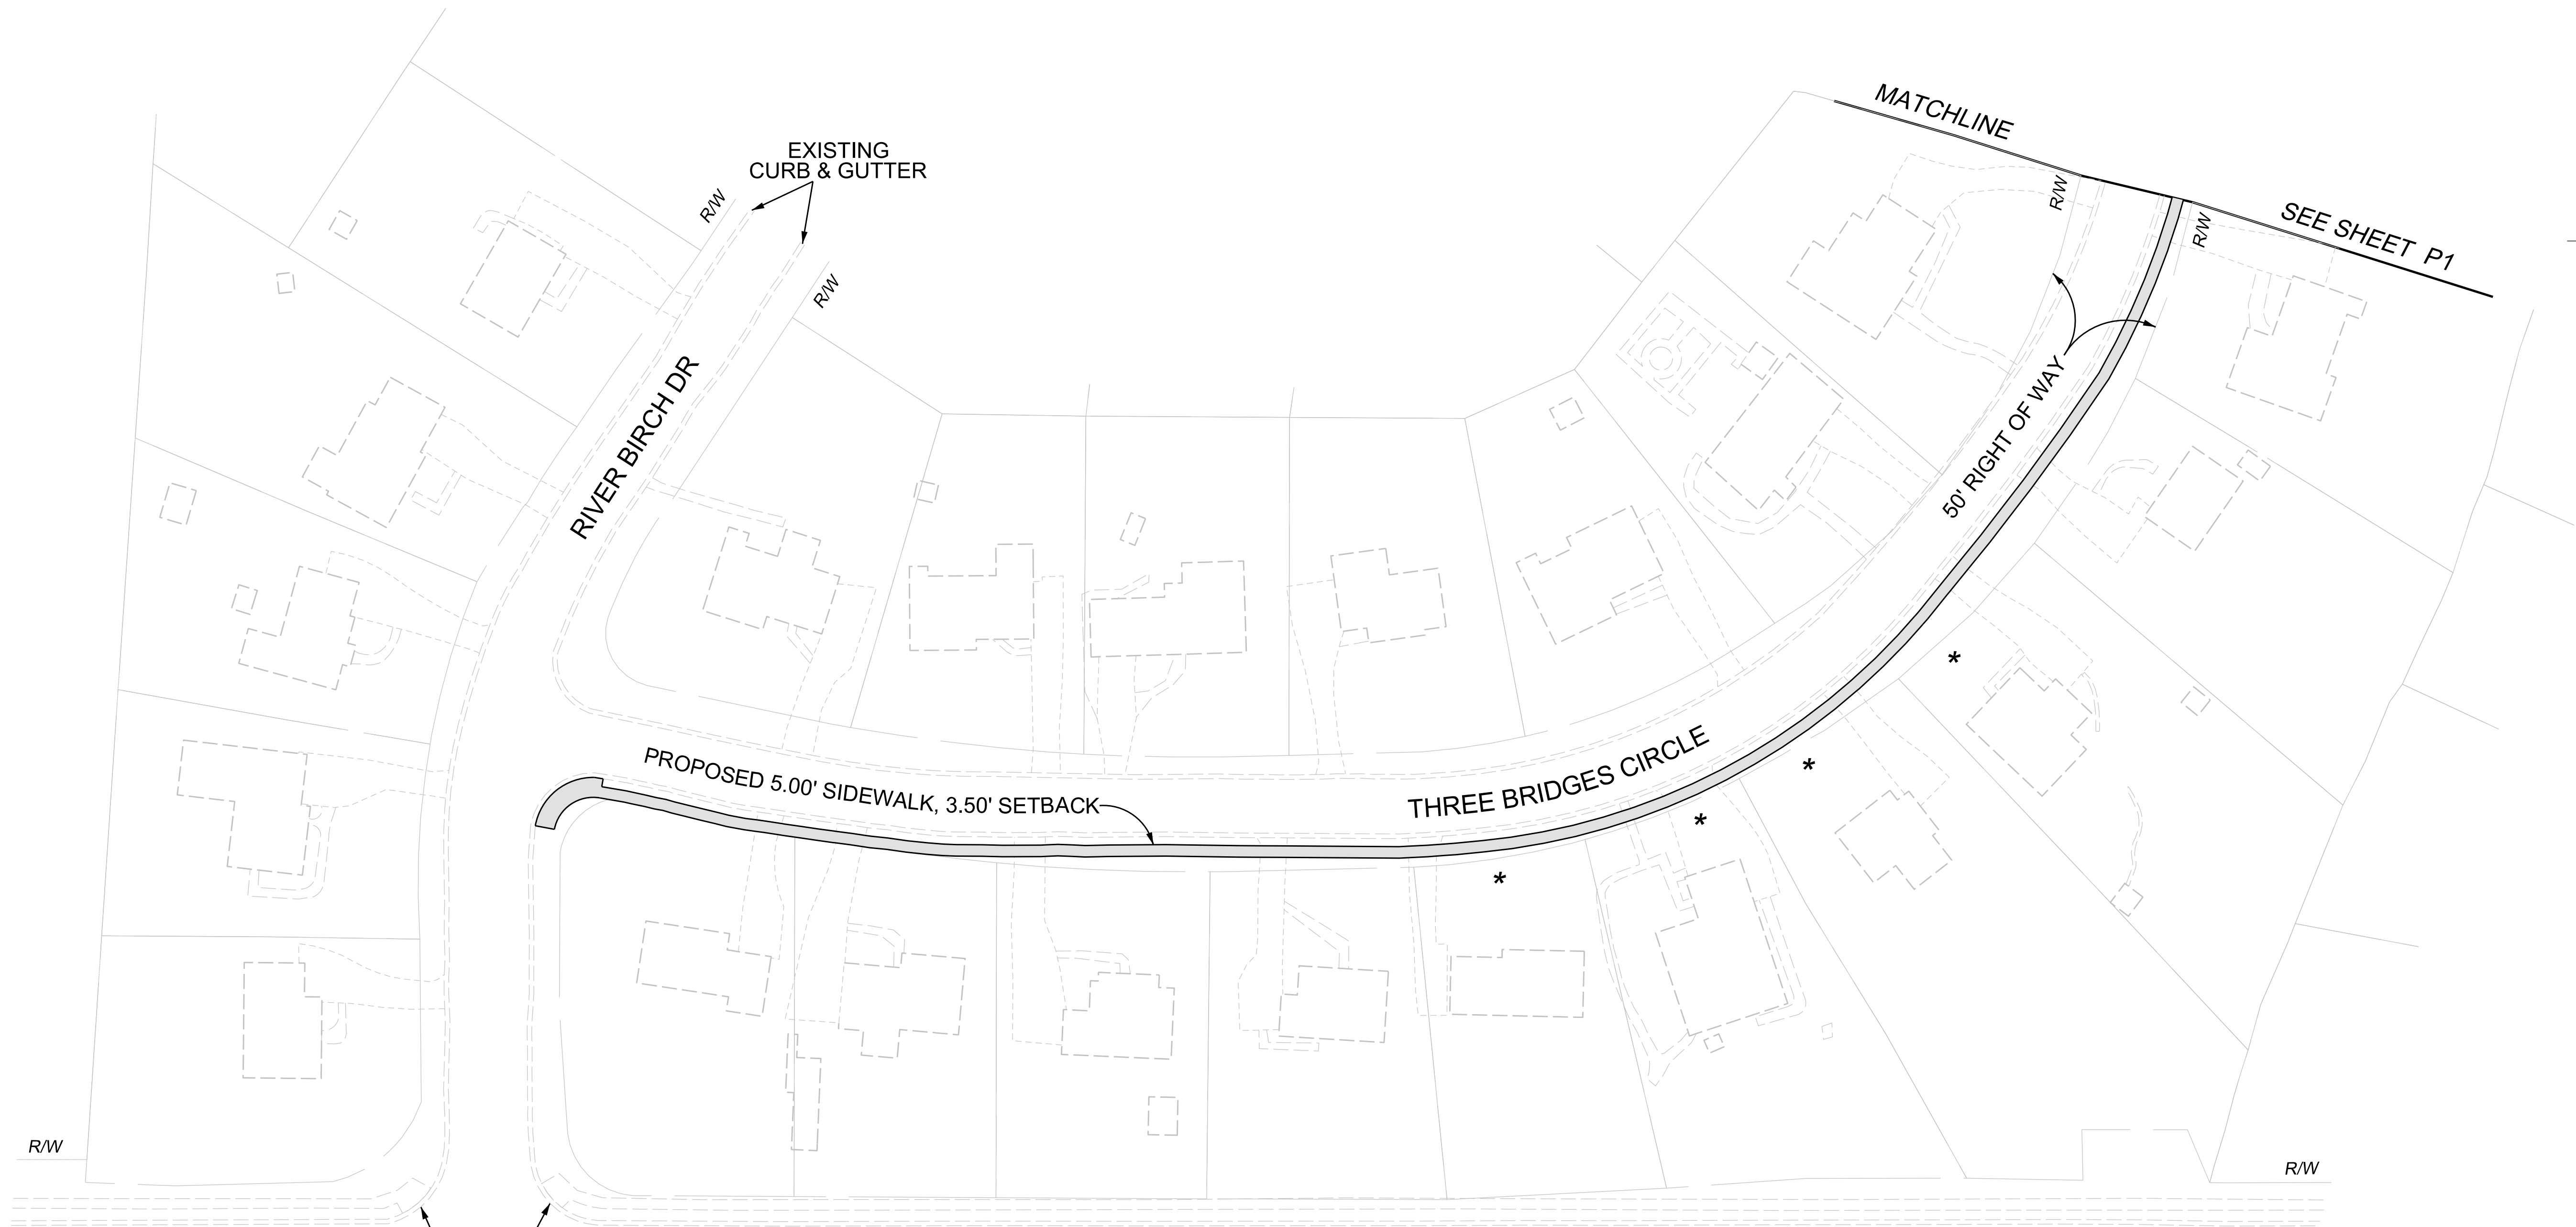 MATCHLINE
EXISTING
CURB & GUTTER
R/W
R/W
R/W
R/W
SEE SHEET P1
RIVER BIRCH DR
50' RIGHT OF WAY
*
PROPOSED 5.00' SIDEWALK, 3.50' SETBACK
THREE BRIDGES CIRCLE
*
*
*
R/W
R/W